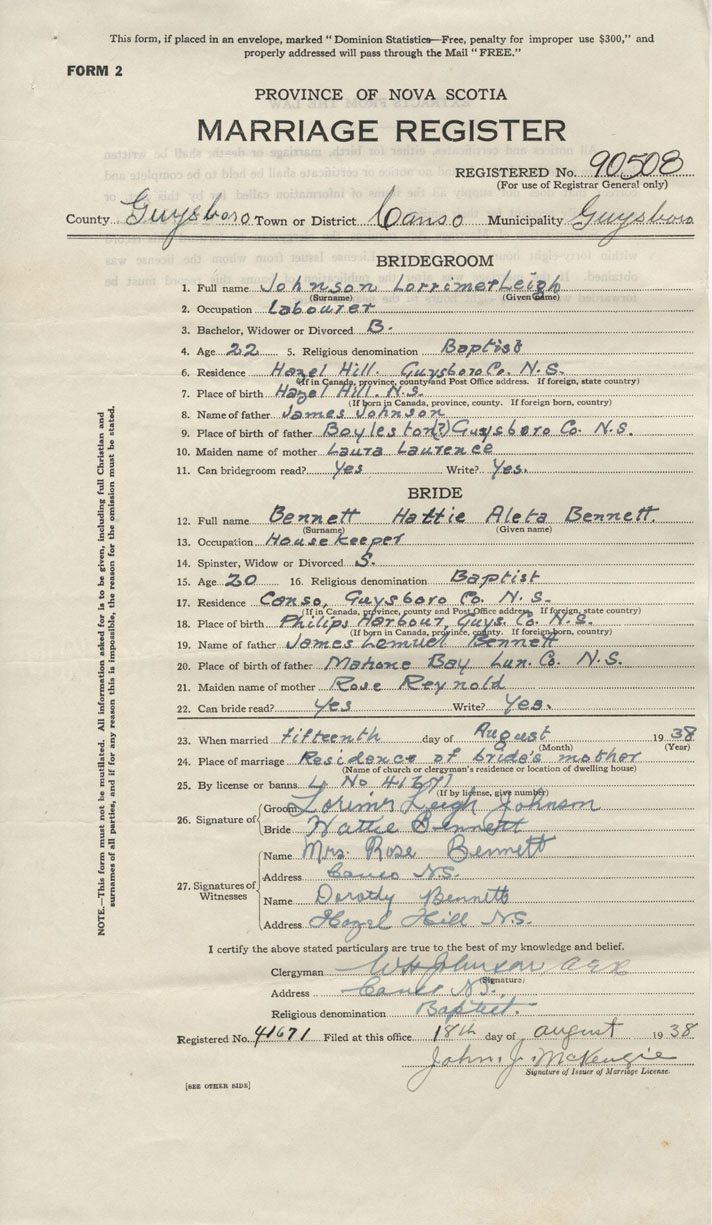 This form, if placed in an envelope, marked "Dominion Statistics—Free, penalty for improper use $300," and
properly addressed will pass through the Mail "FREE."
FORM 2
PROVINCE OF NOVA SCOTIA
MARRIAGE REGISTER
REGISTERED No. 90508
(For use of Registrar General only)
County Guysboro Town or District Canso Municipality Guysboro
BRIDEGROOM
1. Full name Johnson Lorrimer Leigh
(Surname) (Given name)
2. Occupation Labourer
3. Bachelor, Widower or Divorced B.
4. Age 22 5. Religious denomination Baptist
6. Residence Hazel Hill. Guysboro Co. N.S.
(If in Canada, province, county and Post Office address. If foreign, state country)
7. Place of birth Hazel Hill. N.S.
(If born in Canada, province, county. If foreign born, country)
8. Name of father James Johnson
9. Place of birth of father Boyleston(?) Guysboro Co. N.S.
10. Maiden name of mother Laura Laurence
11. Can bridegroom read? Yes Write? Yes.
BRIDE
12. Full name Bennett Hattie Aleta Bennett.
(Surname) (Given name)
13. Occupation Housekeeper
14. Spinster, Widow or Divorced S.
15. Age 20 16. Religious denomination Baptist
17. Residence Canso, Guysboro Co. N.S.
(If in Canada, province, county and Post Office address. If foreign, state country)
18. Place of birth Philips Harbour, Guys. Co. N.S.
(If born in Canada, province, county. If foreign born, country)
19. Name of father James Lemuel Bennett
20. Place of birth of father Mahone Bay Lun. Co. N.S.
21. Maiden name of mother Rose Reynold
22. Can bride read? Yes Write? Yes.
23. When married fifteenth day of August 1938
(Month) (Year)
24. Place of marriage Residence of bride's mother
(Name of church or clergyman's residence or location of dwelling house)
25. By license or banns L. No 41671
(If by license, give number)
26. Signature of
Groom Lorimer Leigh Johnson
Bride Hattie Bennett
27. Signatures of Witnesses
Name Mrs. Rose Bennett
Address Canso N.S.
Name Dorothy Bennett
Address Hazel Hill N.S.
I certify the above stated particulars are true to the best of my knowledge and belief.
Clergyman W H Johnson
(Signature)
Address Canso N.S.,
Religious denomination Baptist.
Registered No. 41671 Filed at this office 18th day of august 1938
John. J. McKenzie
Signature of Issuer of Marriage License.
[SEE OTHER SIDE]
NOTE.—This form must not be mutilated. All information asked for is to be given, including full Christian and
surnames of all parties, and if for any reason this is impossible, the reason for the omission must be stated.